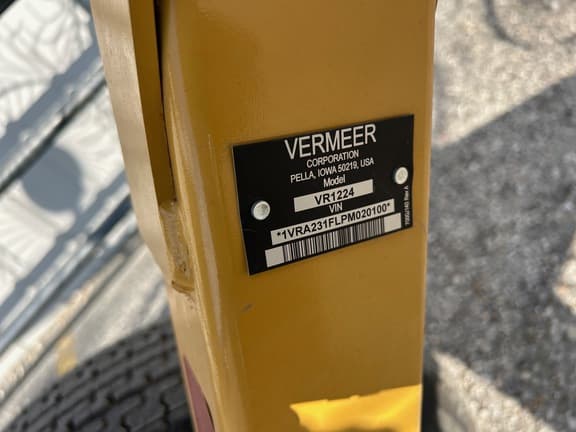 VERMEER
CORPORATION
PELLA, IOWA 50219, USA
Model
VR1224
VIN
*1VRA231FLPM020100*